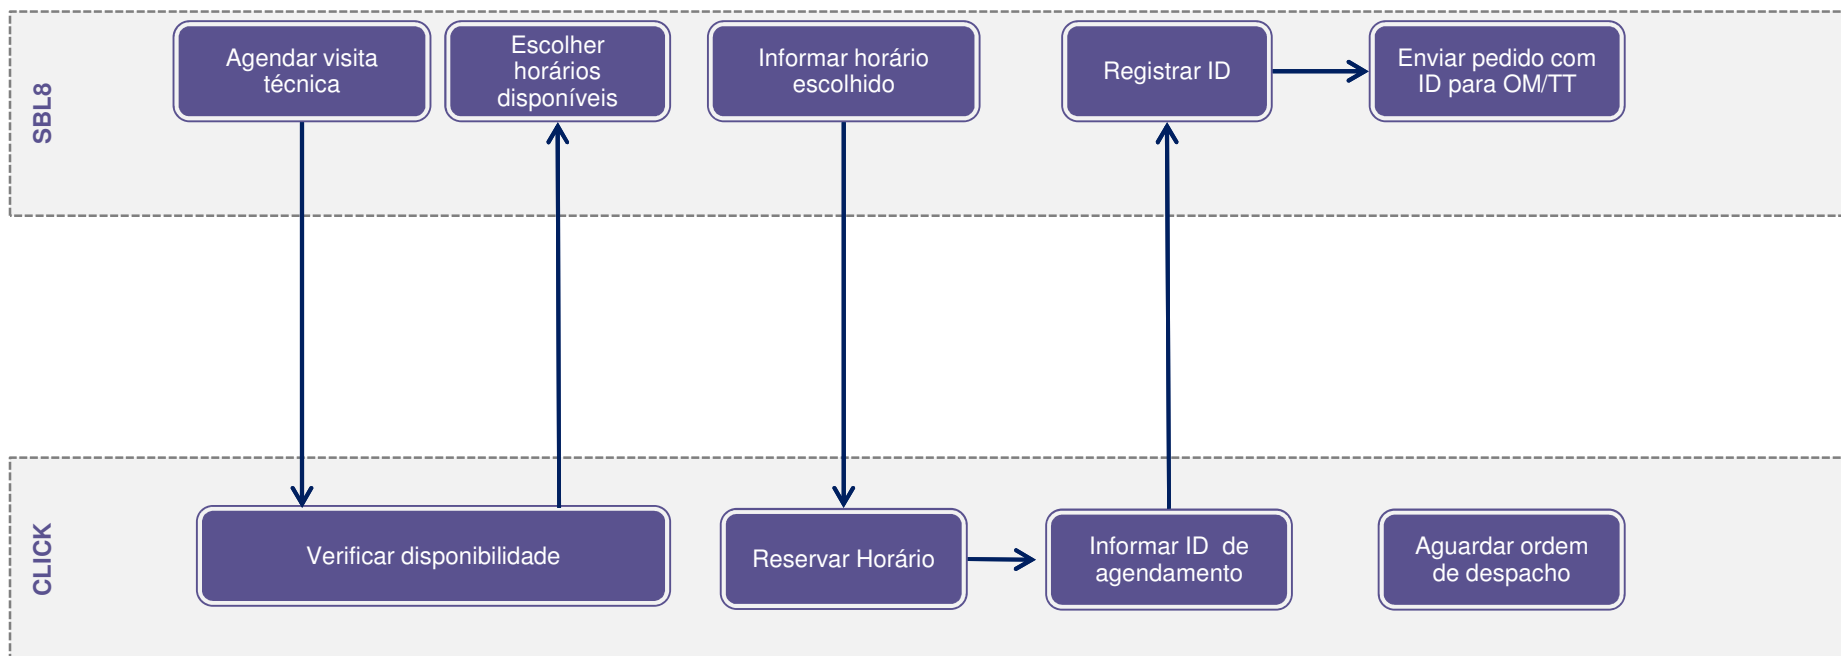 SBL8
Agendar visita
técnica
Escolher
horários
disponíveis
Informar horário
escolhido
Registrar ID
Enviar pedido com
ID para OM/TT
CLICK
Verificar disponibilidade
Reservar Horário
Informar ID  de
agendamento
Aguardar ordem
de despacho